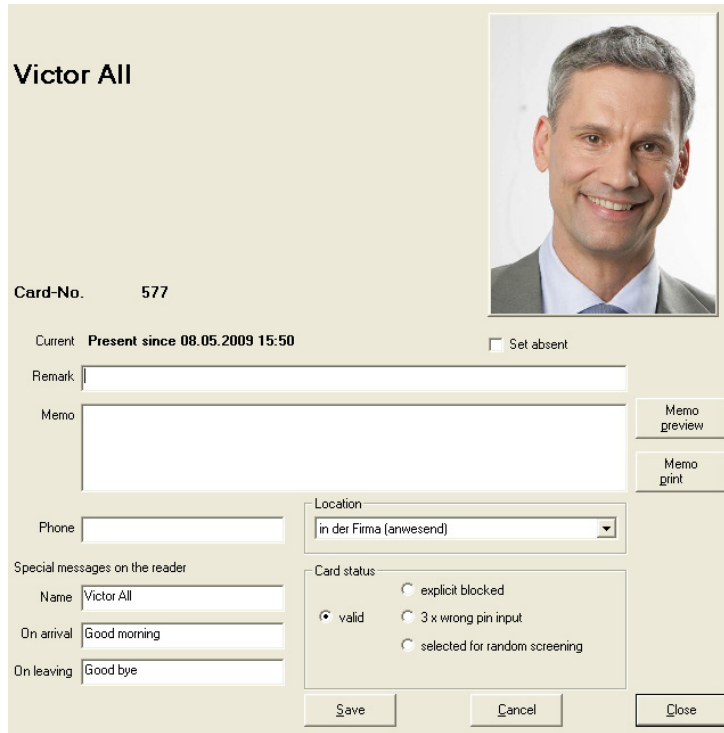 Victor All
Card-No. 577
Current Present since 08.05.2009 15:50
Set absent
Remark
Memo
Memo
preview
Memo
print
Location
Phone
in der Firma (anwesend)
Special messages on the reader
Name Victor All
On arrival Good morning
On leaving Good bye
Card status
explicit blocked
valid
3 x wrong pin input
selected for random screening
Save
Cancel
Close